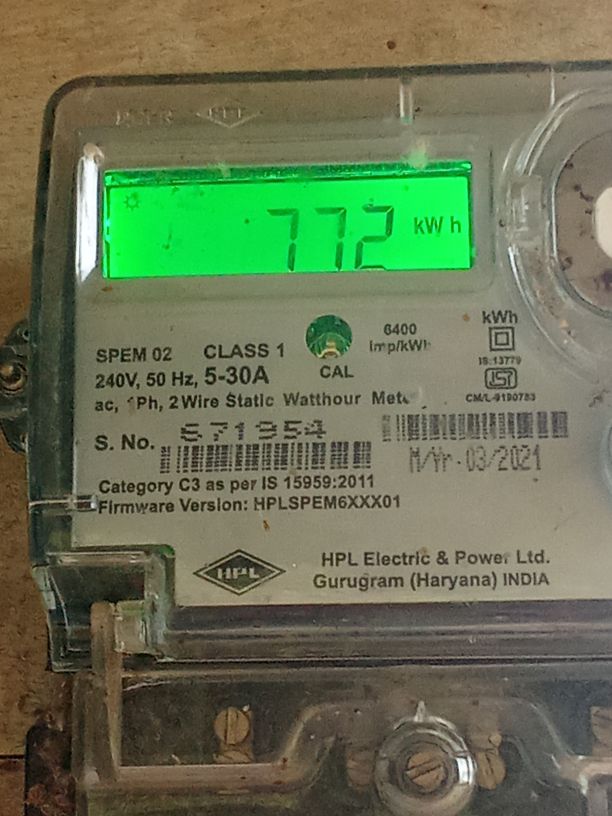 772 kWh
6400
imp/kWh
kWh
SPEM 02 CLASS 1
CAL
IS:13779
ISI
240V, 50 Hz, 5-30A
CM/L-9190783
ac, 1Ph, 2 Wire Static Watthour
S. No. 671954
M/Yr-03/2021
Category C3 as per IS 15959:2011
Firmware Version: HPLSPEM6XXX01
HPL
HPL Electric & Power Ltd.
Gurugram (Haryana) INDIA